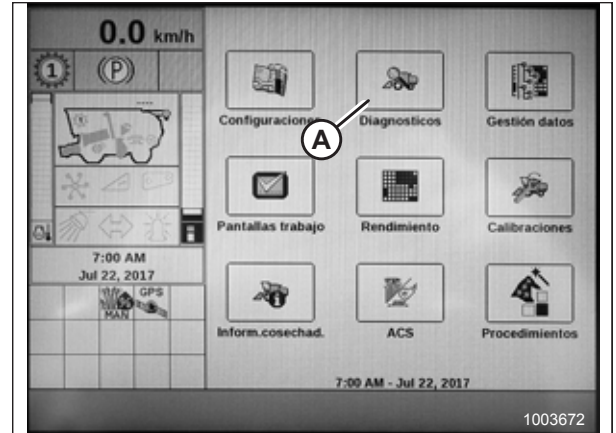 0.0 km/h
1
P
Configuraciones
Diagnosticos
Gestión datos
A
Pantallas trabajo
Rendimiento
Calibraciones
7:00 AM
Jul 22, 2017
GPS
MAN
Inform.cosechad.
ACS
Procedimientos
7:00 AM - Jul 22, 2017
1003672